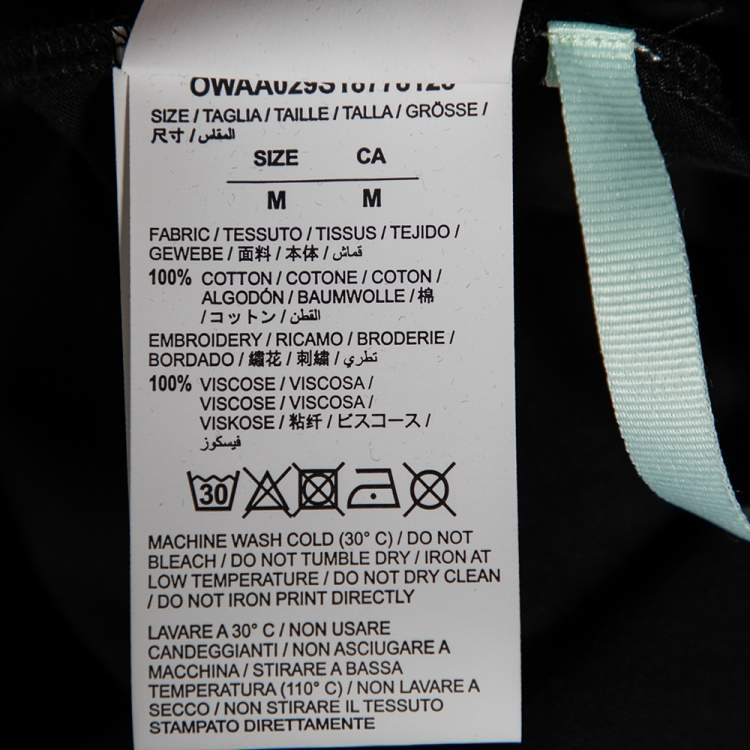 SIZE / TAGLIA / TAILLE / TALLA / GRÖSSE /
尺寸 / المقاس
SIZE CA
M M
FABRIC / TESSUTO / TISSUS / TEJIDO /
GEWEBE / 面料 / 本体 / قماش
100% COTTON / COTONE / COTON /
ALGODÓN / BAUMWOLLE / 棉
/ コットン / القطن
EMBROIDERY / RICAMO / BRODERIE /
BORDADO / 繡花 / 刺繍 / تطري
100% VISCOSE / VISCOSA /
VISCOSE / VISCOSA /
VISKOSE / 粘纤 / ビスコース /
فيسكوز
30
MACHINE WASH COLD (30° C) / DO NOT
BLEACH / DO NOT TUMBLE DRY / IRON AT
LOW TEMPERATURE / DO NOT DRY CLEAN
/ DO NOT IRON PRINT DIRECTLY
LAVARE A 30° C / NON USARE
CANDEGGIANTI / NON ASCIUGARE A
MACCHINA / STIRARE A BASSA
TEMPERATURA (110° C) / NON LAVARE A
SECCO / NON STIRARE IL TESSUTO
STAMPATO DIRETTAMENTE